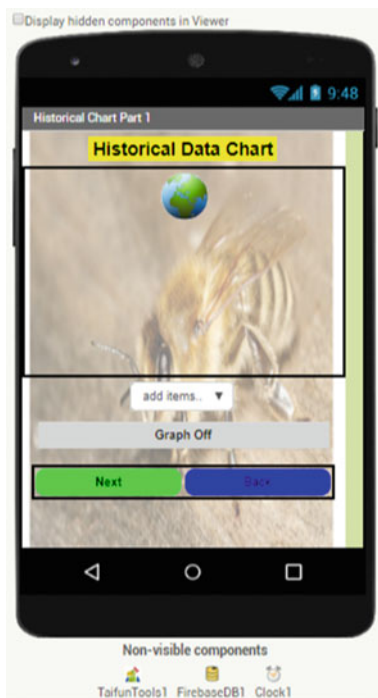 Display hidden components in Viewer
9:48
Historical Chart Part 1
Historical Data Chart
add items..
Graph Off
Next Back
Non-visible components
TaifunTools1 FirebaseDB1 Clock1